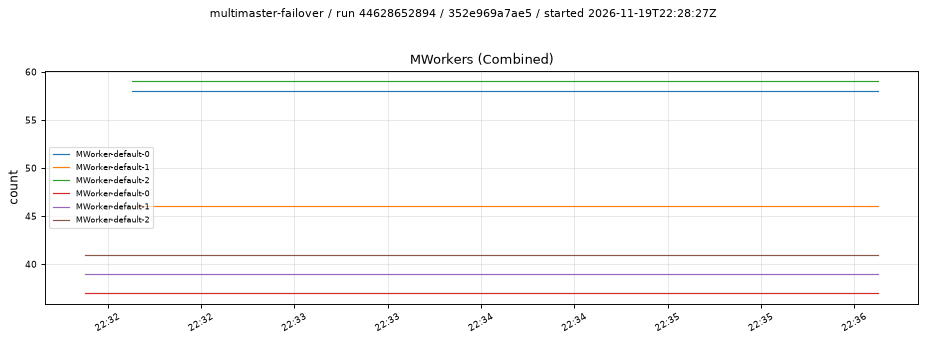 multimaster-failover / run 44628652894 / 352e969a7ae5 / started 2026-11-19T22:28:27Z
MWorkers (Combined)
60
55
50
45
40
count
MWorker-default-0
MWorker-default-1
MWorker-default-2
MWorker-default-0
MWorker-default-1
MWorker-default-2
22:32
22:32
22:33
22:33
22:34
22:34
22:35
22:35
22:36